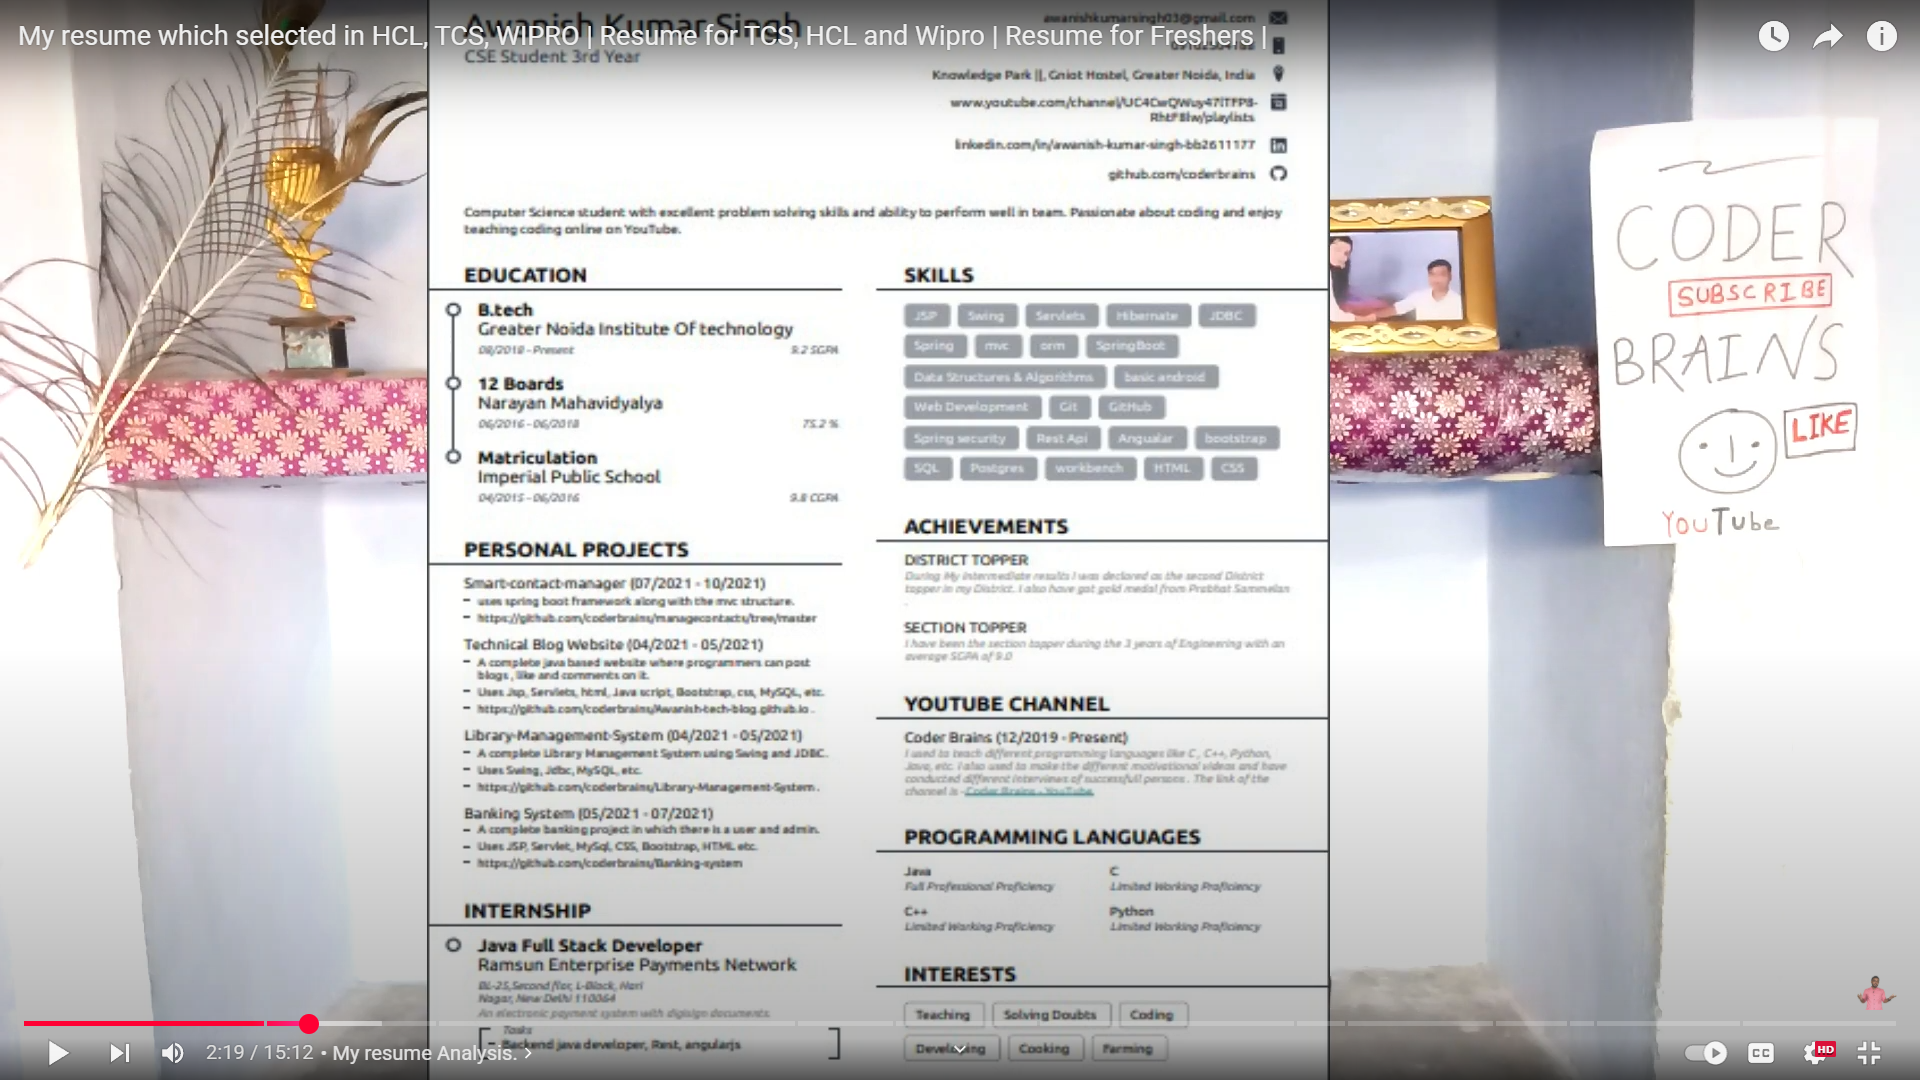 My resume which selected in HCL, TCS, WIPRO | Resume for TCS, HCL and Wipro | Resume for Freshers |
Awanish Kumar Singh
CSE Student 3rd Year
awanishkumarsingh03@gmail.com
Knowledge Park ||, Gniot Hostel, Greater Noida, India
www.youtube.com/channel/
/playlists
linkedin.com/in/awanish-kumar-singh-bb2611177
github.com/coderbrains
Computer Science student with excellent problem solving skills and ability to perform well in team. Passionate about coding and enjoy
teaching coding online on YouTube.
EDUCATION
B.tech
Greater Noida Institute Of technology
08/2018 - Present
9.2 SGPA
12 Boards
Narayan Mahavidyalya
06/2016 - 06/2018
75.2 %
Matriculation
Imperial Public School
04/2015 - 06/2016
9.8 CGPA
PERSONAL PROJECTS
Smart-contact-manager (07/2021 - 10/2021)
- uses spring boot framework along with the mvc structure.
- https://github.com/coderbrains/managecontacts/tree/master
Technical Blog Website (04/2021 - 05/2021)
- A complete java based website where programmers can post
blogs , like and comments on it.
- Uses Jsp, Servlets, html, Java script, Bootstrap, css, MySQL, etc.
- https://github.com/coderbrains/Awanish-tech-blog.github.io .
Library-Management-System (04/2021 - 05/2021)
- A complete Library Management System using Swing and JDBC.
- Uses Swing, Jdbc, MySQL, etc.
- https://github.com/coderbrains/Library-Management-System .
Banking System (05/2021 - 07/2021)
- A complete banking project in which there is a user and admin.
- Uses JSP, Servlet, MySql, CSS, Bootstrap, HTML etc.
- https://github.com/coderbrains/Banking-system
INTERNSHIP
Java Full Stack Developer
Ramsun Enterprise Payments Network
BL-25,Second flor, L-Block, Hari
Nagar, New Delhi 110064
An electronic payment system with digisign documents.
Tasks
- Backend java developer, Rest, angularjs
SKILLS
JSP Swing Servlets Hibernate JDBC
Spring mvc orm SpringBoot
Data Structures & Algorithms basic android
Web Development Git GitHub
Spring security Rest Api Angualar bootstrap
SQL Postgres workbench HTML CSS
ACHIEVEMENTS
DISTRICT TOPPER
During My intermediate results I was declared as the second District
topper in my District. I also have got gold medal from Prabhat Sammelan
.
SECTION TOPPER
I have been the section topper during the 3 years of Engineering with an
average SGPA of 9.0
YOUTUBE CHANNEL
Coder Brains (12/2019 - Present)
I used to teach different programming languages like C , C++, Python,
Java, etc. I also used to make the different motivational videos and have
conducted different interviews of successfull persons . The link of the
channel is -Coder Brains - YouTube
PROGRAMMING LANGUAGES
Java
Full Professional Proficiency
C
Limited Working Proficiency
C++
Limited Working Proficiency
Python
Limited Working Proficiency
INTERESTS
Teaching Solving Doubts Coding
Developing Cooking Farming
CODER
SUBSCRIBE
BRAINS
LIKE
YouTube
2:19 / 15:12 • My resume Analysis. >
CC
HD